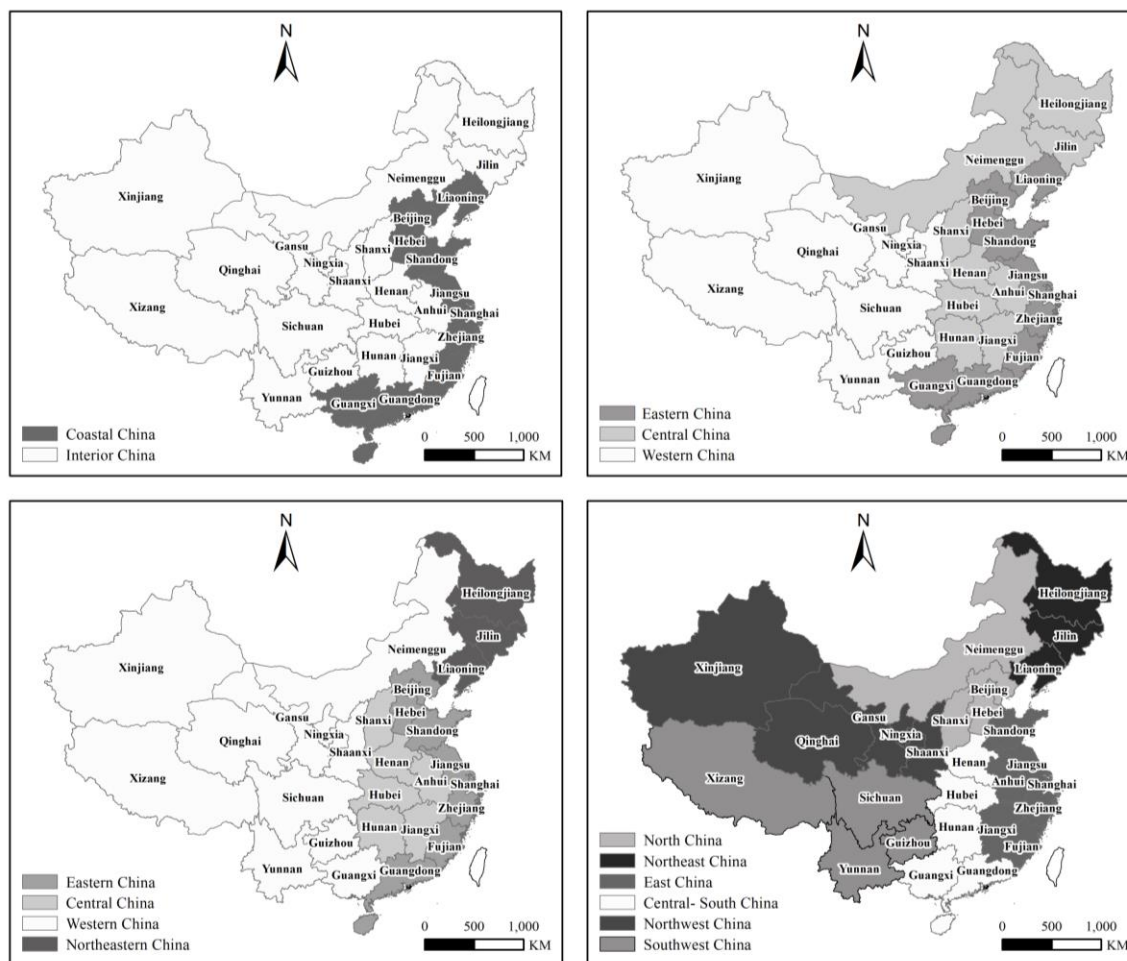 N
Heilongjiang
Jilin
Neimenggu
Liaoning
Xinjiang
Beijing
Gansu
Hebei
Shanxi
Ningxia
Shandong
Qinghai
Shaanxi
Henan
Jiangsu
Xizang
Anhui
Shanghai
Sichuan
Hubei
Zhejiang
Hunan
Jiangxi
Guizhou
Fujian
Yunnan
Guangxi
Guangdong
Coastal China
Interior China
0 500 1,000
KM
N
Heilongjiang
Jilin
Neimenggu
Liaoning
Xinjiang
Beijing
Gansu
Hebei
Shanxi
Ningxia
Shandong
Qinghai
Shaanxi
Henan
Jiangsu
Xizang
Anhui
Shanghai
Sichuan
Hubei
Zhejiang
Hunan
Jiangxi
Guizhou
Fujian
Yunnan
Guangxi
Guangdong
Eastern China
Central China
Western China
0 500 1,000
KM
N
Heilongjiang
Jilin
Neimenggu
Liaoning
Xinjiang
Beijing
Gansu
Hebei
Shanxi
Ningxia
Shandong
Qinghai
Shaanxi
Henan
Jiangsu
Xizang
Anhui
Shanghai
Sichuan
Hubei
Zhejiang
Hunan
Jiangxi
Guizhou
Fujian
Yunnan
Guangxi
Guangdong
Eastern China
Central China
Western China
Northeastern China
0 500 1,000
KM
N
Heilongjiang
Jilin
Neimenggu
Liaoning
Xinjiang
Beijing
Gansu
Hebei
Shanxi
Ningxia
Shandong
Qinghai
Shaanxi
Henan
Jiangsu
Xizang
Anhui
Sichuan
Hubei
Shanghai
Zhejiang
Hunan
Jiangxi
Guizhou
Fujian
Yunnan
Guangxi
Guangdong
North China
Northeast China
East China
Central- South China
Northwest China
Southwest China
0 500 1,000
KM